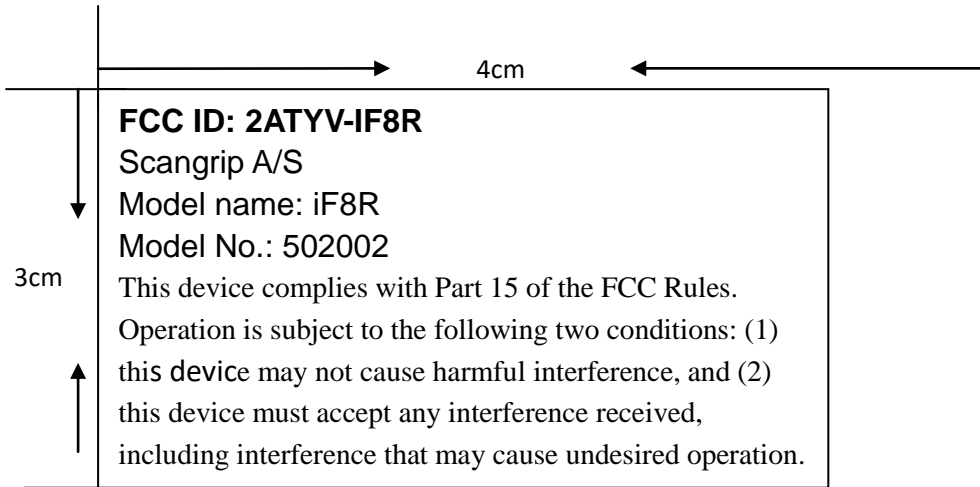 4cm
FCC ID: 2ATYV-IF8R
Scangrip A/S
Model name: iF8R
Model No.: 502002
3cm
This device complies with Part 15 of the FCC Rules.
Operation is subject to the following two conditions: (1)
this device may not cause harmful interference, and (2)
this device must accept any interference received,
including interference that may cause undesired operation.